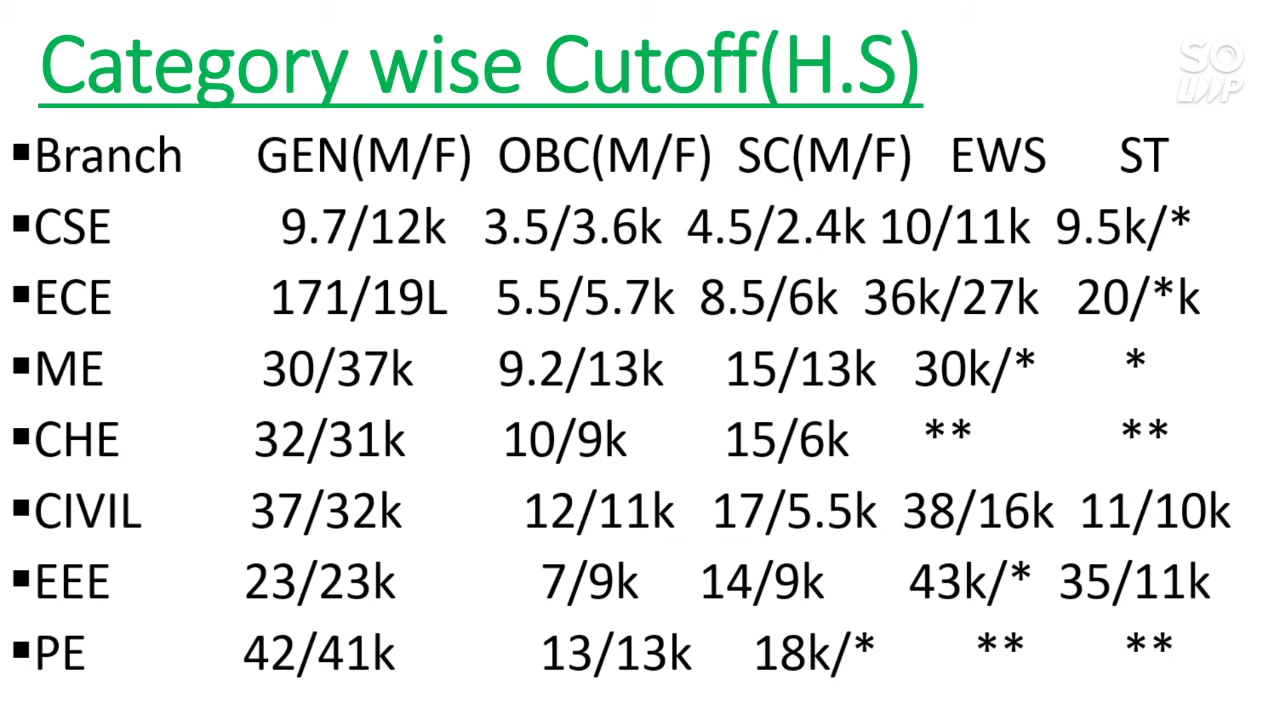 Category wise Cutoff(H.S)
SO
LOOP
▪Branch GEN(M/F) OBC(M/F) SC(M/F) EWS ST
▪CSE 9.7/12k 3.5/3.6k 4.5/2.4k 10/11k 9.5k/*
▪ECE 171/19L 5.5/5.7k 8.5/6k 36k/27k 20/*k
▪ME 30/37k 9.2/13k 15/13k 30k/* *
▪CHE 32/31k 10/9k 15/6k ** **
▪CIVIL 37/32k 12/11k 17/5.5k 38/16k 11/10k
▪EEE 23/23k 7/9k 14/9k 43k/* 35/11k
▪PE 42/41k 13/13k 18k/* ** **